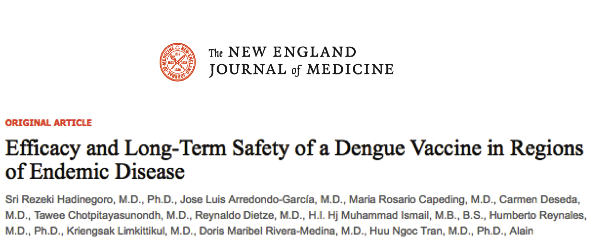 The NEW ENGLAND
JOURNAL of MEDICINE
ORIGINAL ARTICLE
Efficacy and Long-Term Safety of a Dengue Vaccine in Regions
of Endemic Disease
Sri Rezeki Hadinegoro, M.D., Ph.D., Jose Luis Arredondo-García, M.D., Maria Rosario Capeding, M.D., Carmen Deseda,
M.D., Tawee Chotpitayasunondh, M.D., Reynaldo Dietze, M.D., H.I. Hj Muhammad Ismail, M.B., B.S., Humberto Reynales,
M.D., Ph.D., Kriengsak Limkittikul, M.D., Doris Maribel Rivera-Medina, M.D., Huu Ngoc Tran, M.D., Ph.D., Alain